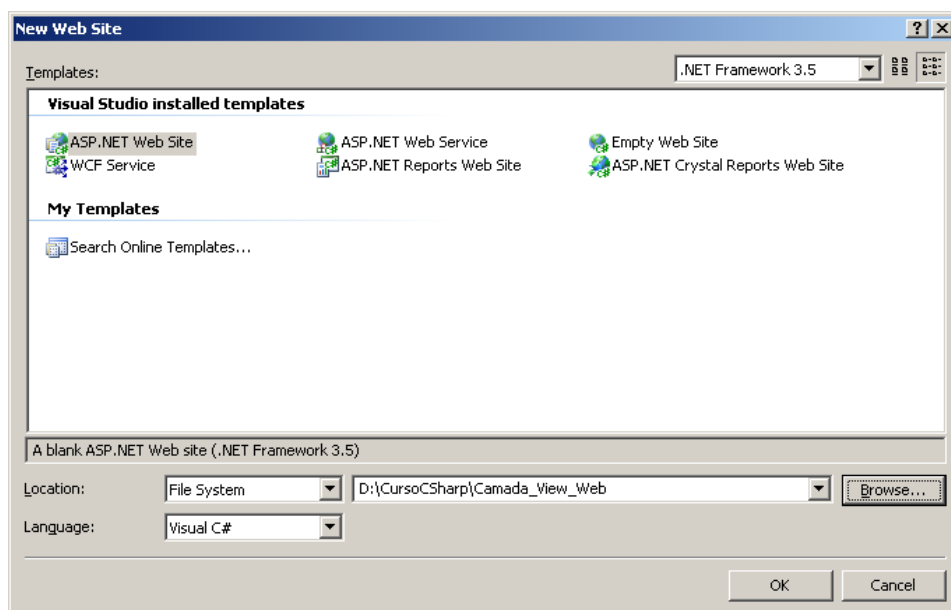 New Web Site
Templates:
.NET Framework 3.5
Visual Studio installed templates
ASP.NET Web Site ASP.NET Web Service Empty Web Site
WCF Service ASP.NET Reports Web Site ASP.NET Crystal Reports Web Site
My Templates
Search Online Templates...
A blank ASP.NET Web site (.NET Framework 3.5)
Location: File System D:\CursoCSharp\Camada_View_Web Browse...
Language: Visual C#
OK Cancel